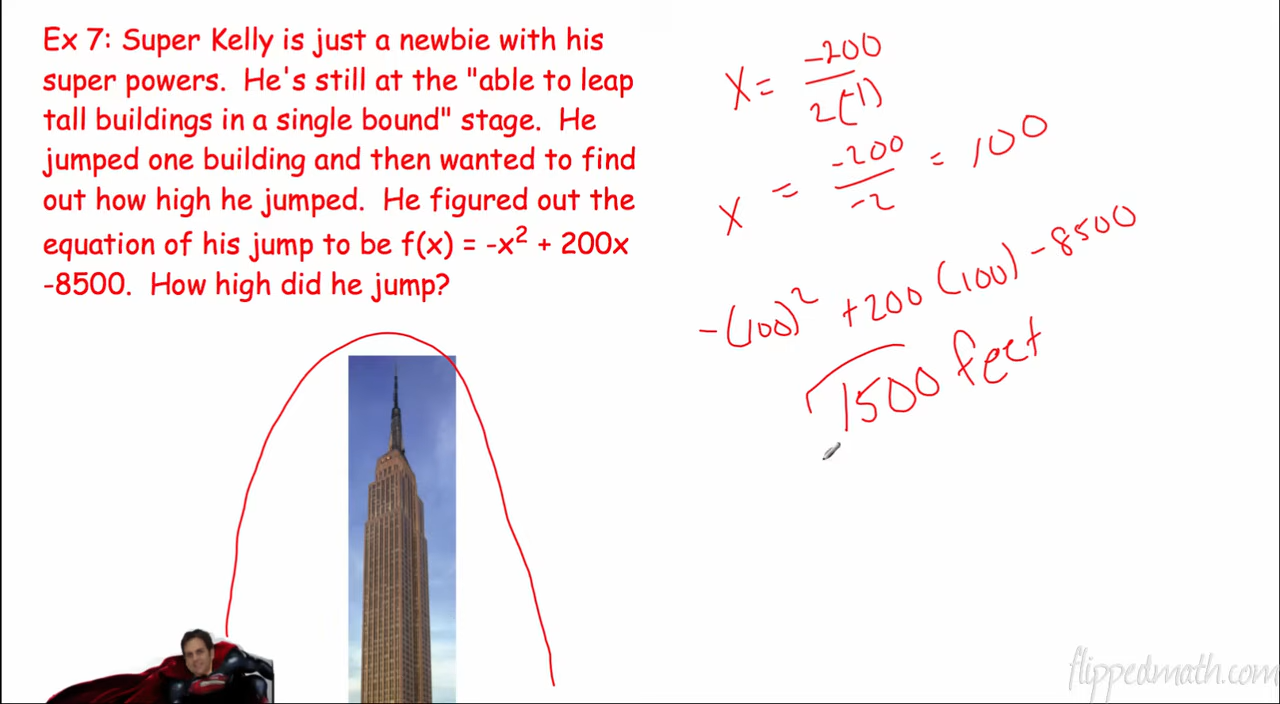 Ex 7: Super Kelly is just a newbie with his
super powers. He's still at the "able to leap
tall buildings in a single bound" stage. He
jumped one building and then wanted to find
out how high he jumped. He figured out the
equation of his jump to be f(x) = -x² + 200x
-8500. How high did he jump?
x = -200/2(-1)
x = -200/-2 = 100
-(100)² + 200 (100) - 8500
1500 feet
flippedmath.com